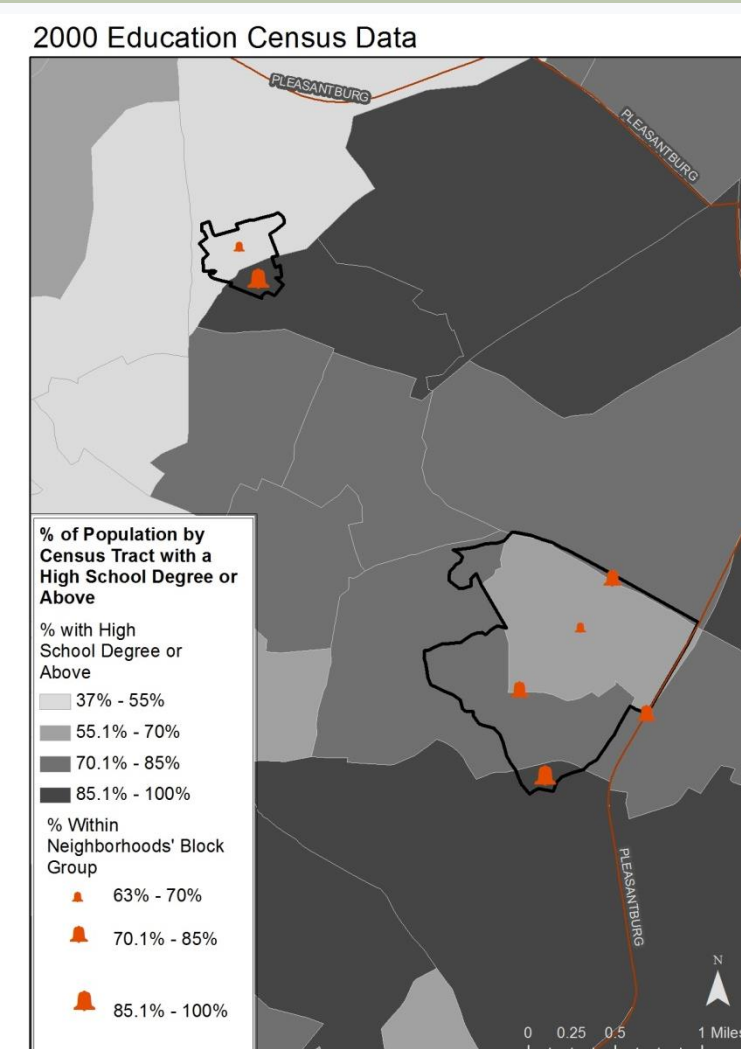 2000 Education Census Data
PLEASANTBURG
PLEASANTBURG
% of Population by
Census Tract with a
High School Degree or
Above
% with High
School Degree or
Above
37% - 55%
55.1% - 70%
70.1% - 85%
85.1% - 100%
% Within
Neighborhoods' Block
Group
63% - 70%
70.1% - 85%
85.1% - 100%
PLEASANTBURG
N
0 0.25 0.5 1 Miles